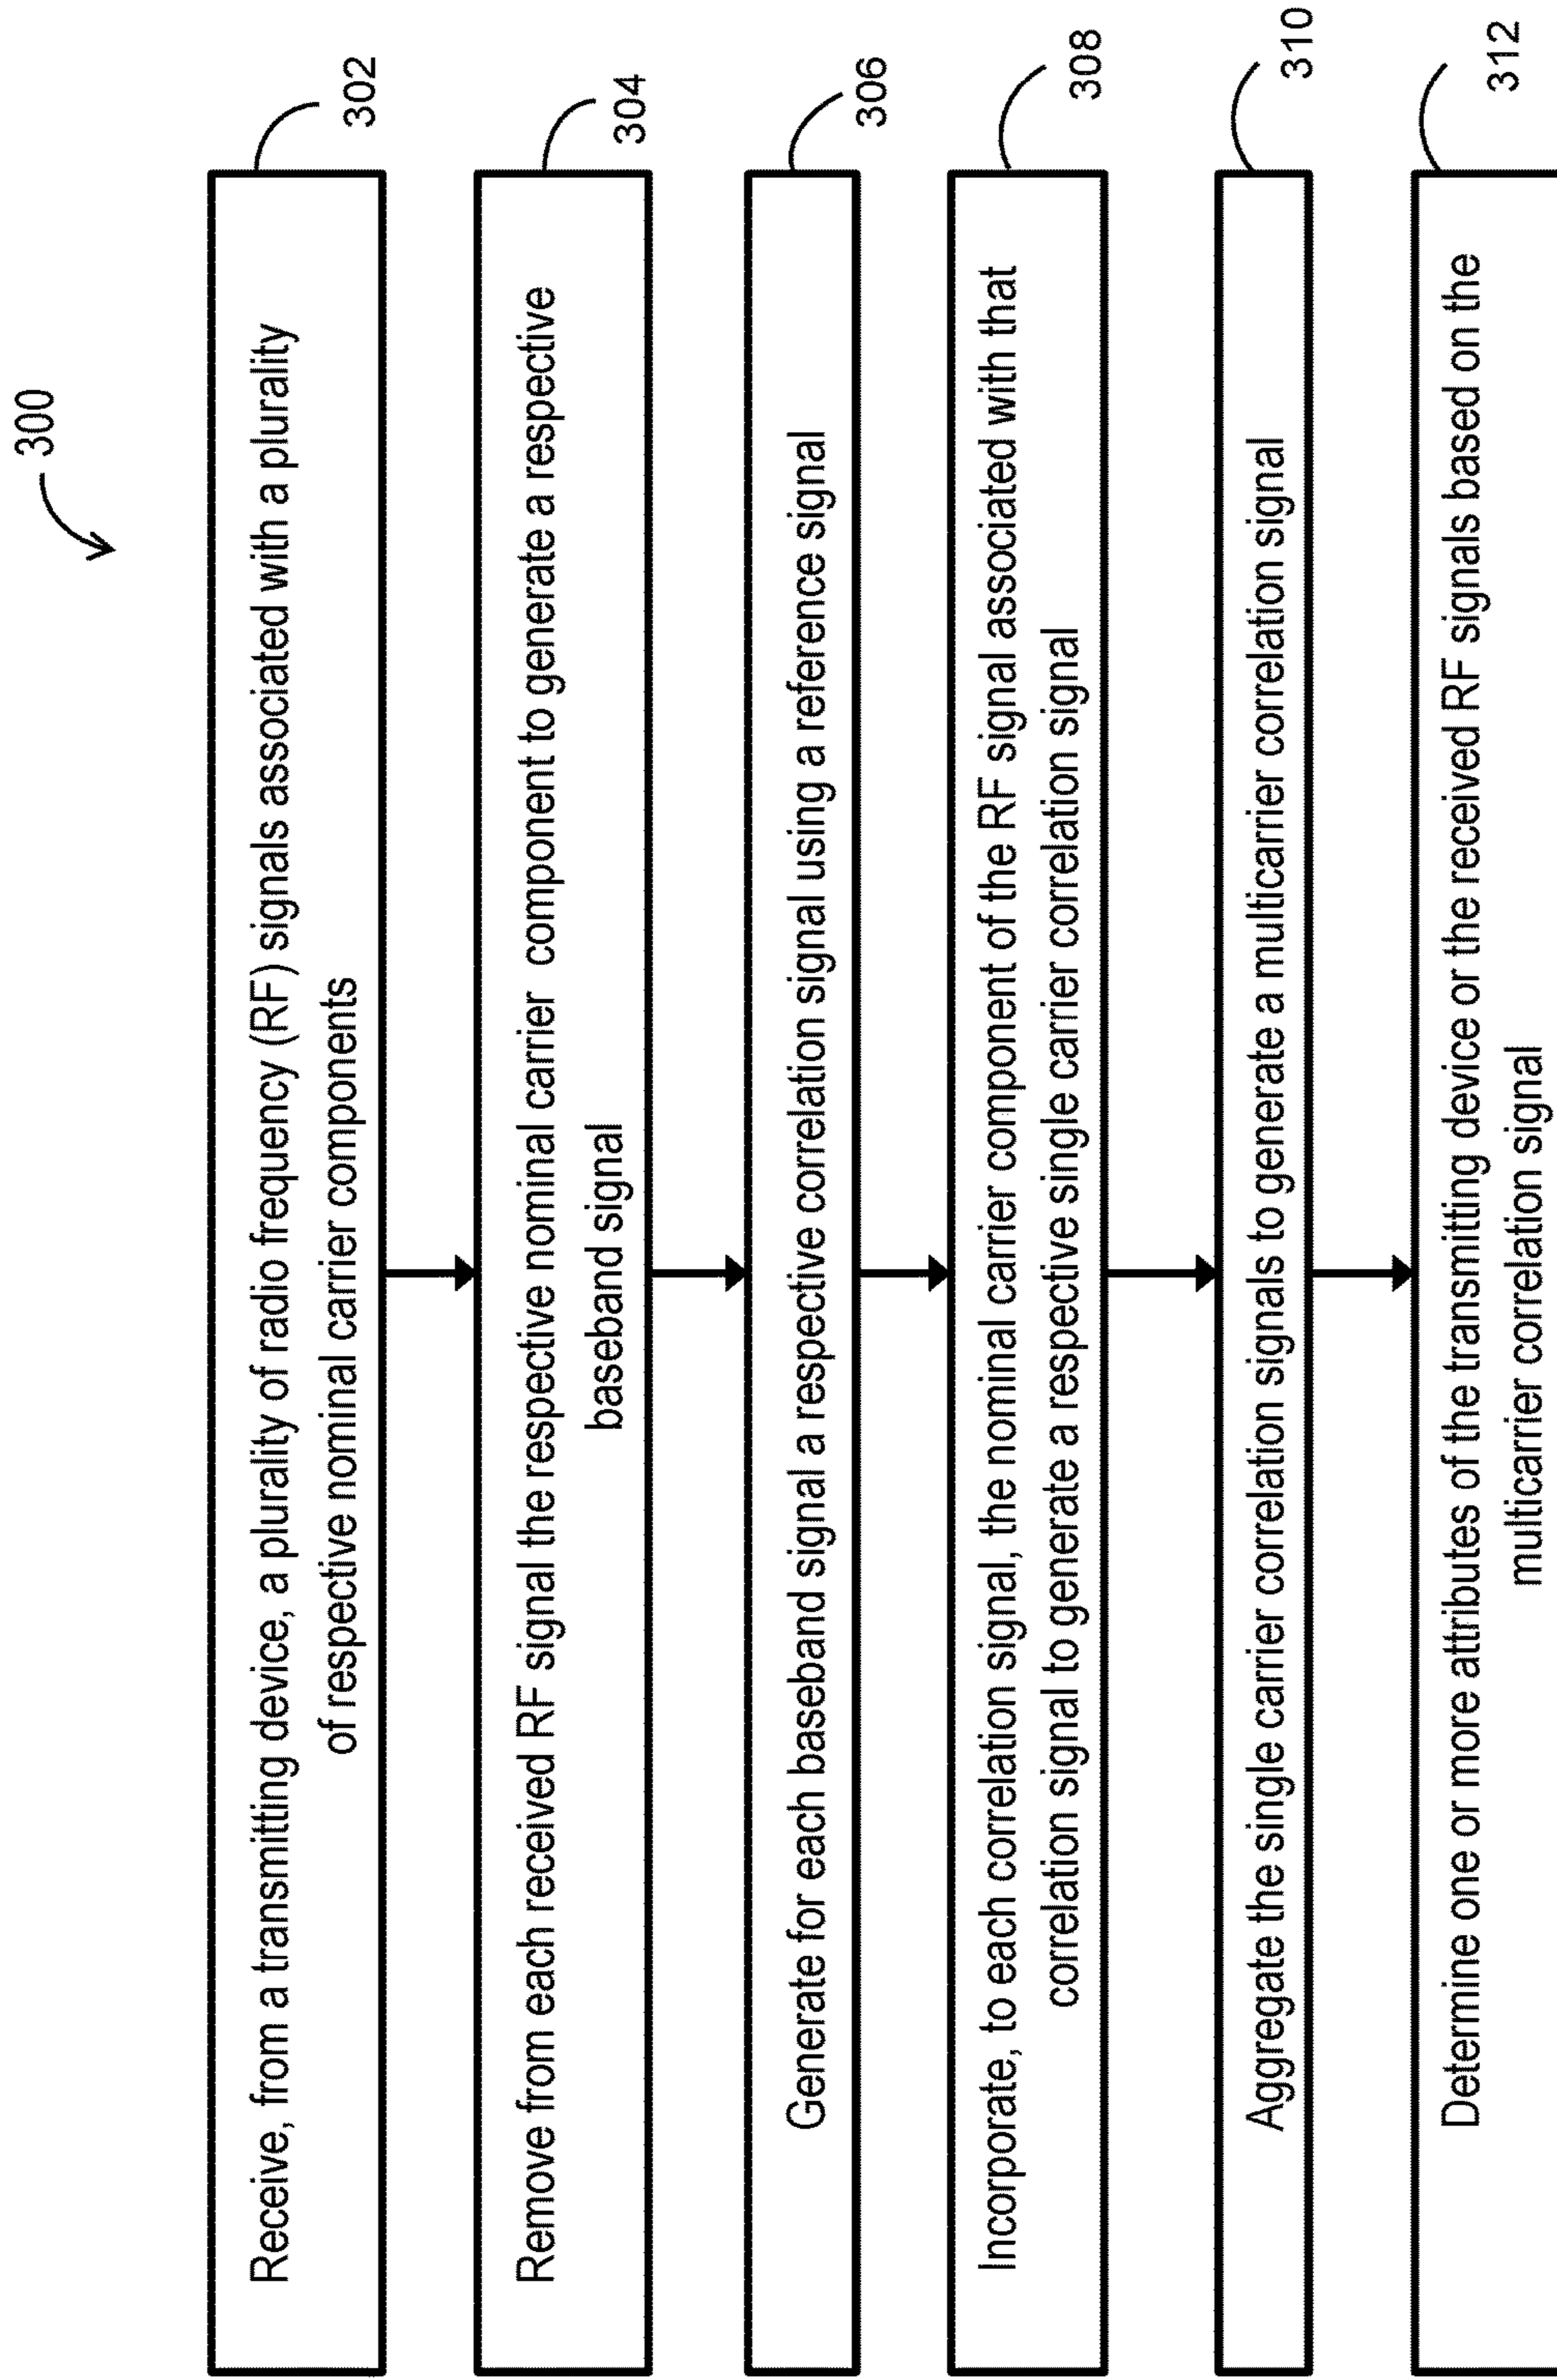 300
Receive, from a transmitting device, a plurality of radio frequency (RF) signals associated with a plurality
of respective nominal carrier components
302
Remove from each received RF signal the respective nominal carrier component to generate a respective
baseband signal
304
Generate for each baseband signal a respective correlation signal using a reference signal
306
Incorporate, to each correlation signal, the nominal carrier component of the RF signal associated with that
correlation signal to generate a respective single carrier correlation signal
308
Aggregate the single carrier correlation signals to generate a multicarrier correlation signal
310
Determine one or more attributes of the transmitting device or the received RF signals based on the
multicarrier correlation signal
312